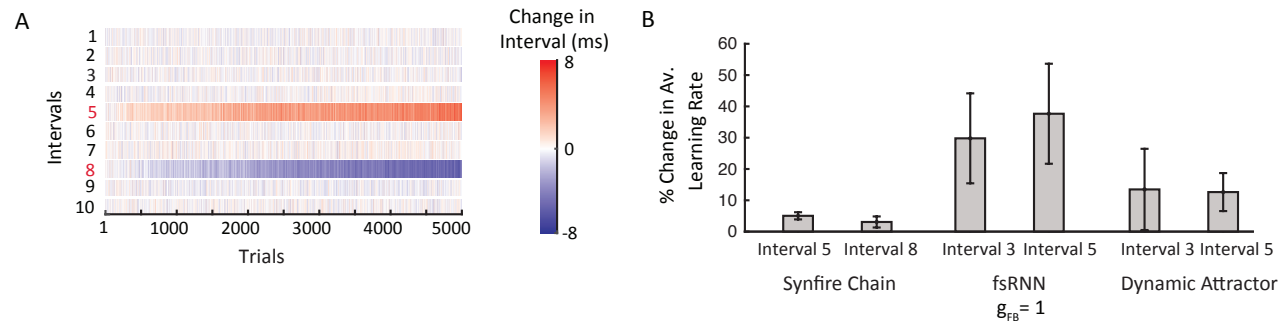 A
Change in
Interval (ms)
8
0
-8
Intervals
1
2
3
4
5
6
7
8
9
10
1 1000 2000 3000 4000 5000
Trials
B
% Change in Av.
Learning Rate
60
50
40
30
20
10
0
Interval 5 Interval 8 Interval 3 Interval 5 Interval 3 Interval 5
Synfire Chain fsRNN Dynamic Attractor
gFB= 1